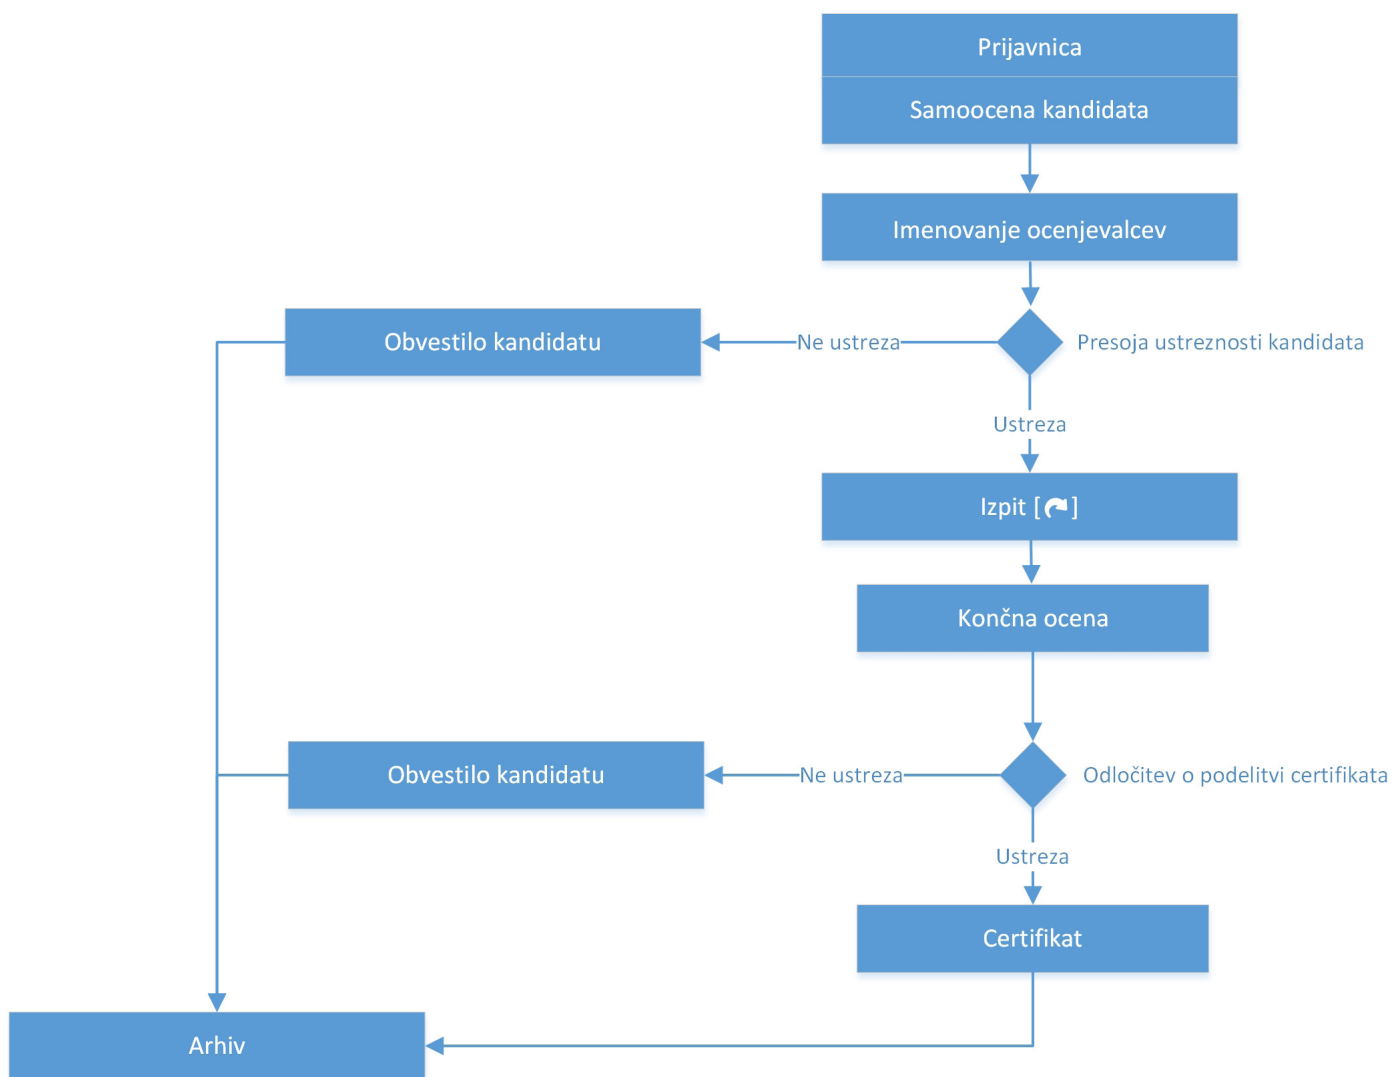 Prijavnica
Samoocena kandidata
Imenovanje ocenjevalcev
Obvestilo kandidatu
Ne ustreza
Presoja ustreznosti kandidata
Ustreza
Izpit [↷]
Končna ocena
Obvestilo kandidatu
Ne ustreza
Odločitev o podelitvi certifikata
Ustreza
Certifikat
Arhiv